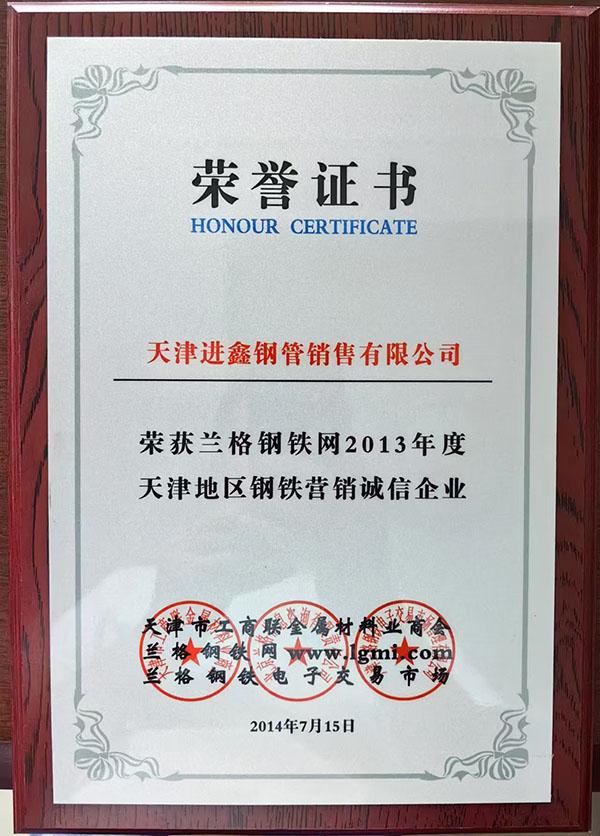 荣誉证书
HONOUR CERTIFICATE
天津进鑫钢管销售有限公司
荣获兰格钢铁网2013年度
天津地区钢铁营销诚信企业
天津市工商联金属材料业商会
兰格钢铁网 www.lgmi.com
兰格钢铁电子交易市场
2014年7月15日